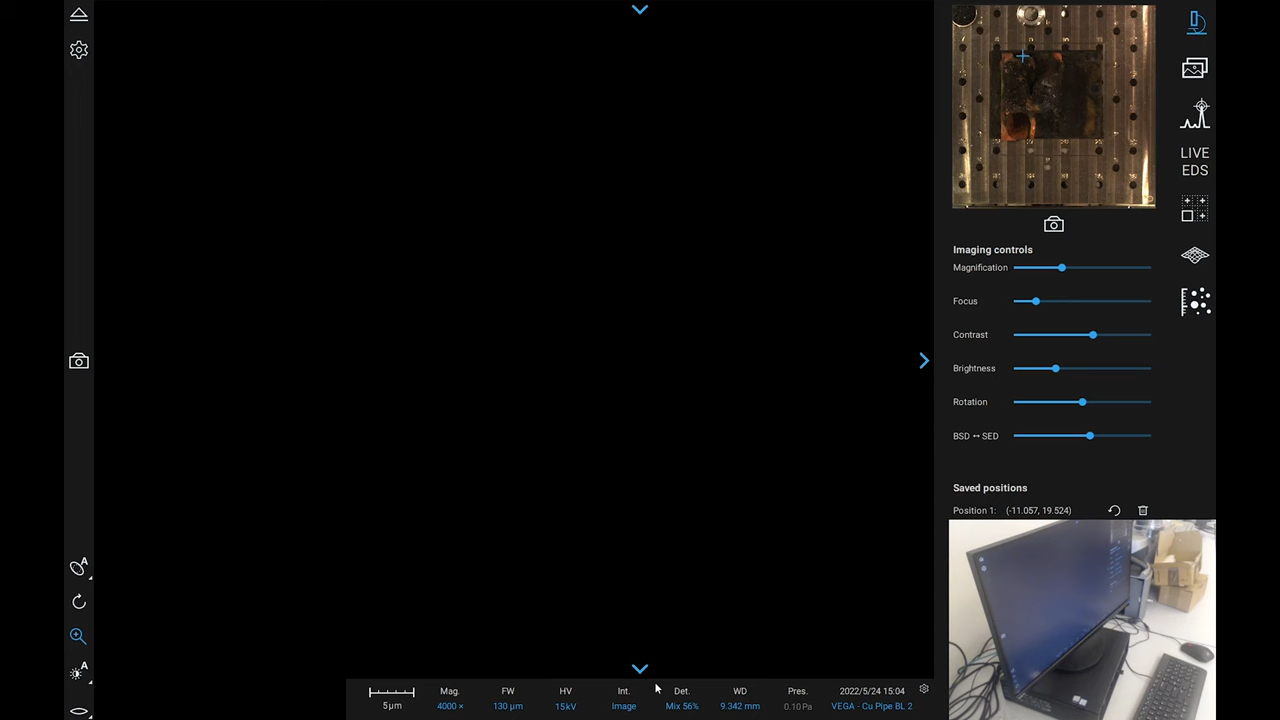 LIVE
EDS
Imaging controls
Magnification
Focus
Contrast
Brightness
Rotation
BSD ↔ SED
Saved positions
Position 1: (-11.057, 19.524)
A
A
5μm
Mag.
4000 ×
FW
130 μm
HV
15kV
Int.
Image
Det.
Mix 56%
WD
9.342 mm
Pres.
0.10 Pa
2022/5/24 15:04
VEGA - Cu Pipe BL 2